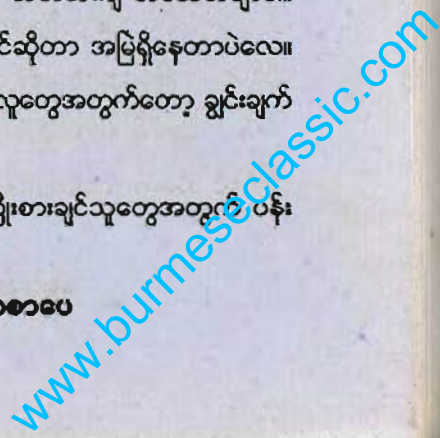 င်ဆိုတာ အမြဲရှိနေတာပဲလေ။
လူတွေအတွက်တော့ ချွင်းချက်
ျိုးစားချင်သူတွေအတွက် ပန်း
စာပေ
www.burmeseclassic.com